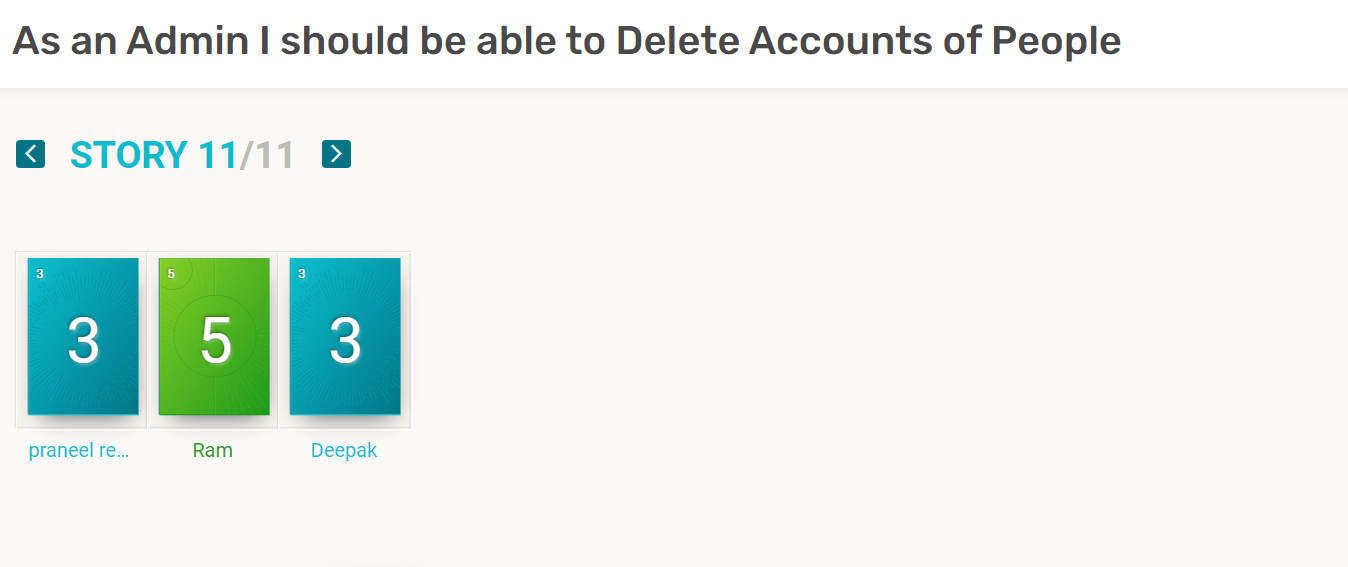 As an Admin I should be able to Delete Accounts of People
STORY 11/11
3 5 3
3 5 3
praneel re... Ram Deepak